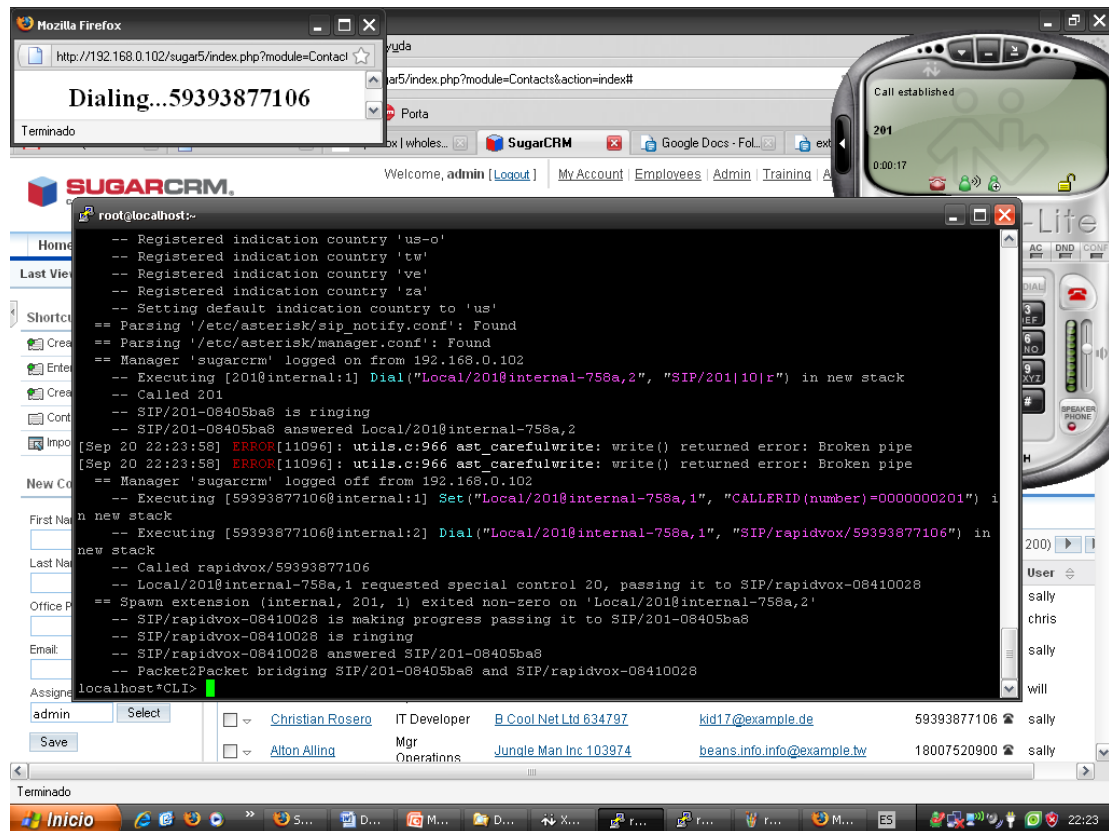 Mozilla Firefox
http://192.168.0.102/sugar5/index.php?module=Contact
Dialing...59393877106
Terminado
yuda
ar5/index.php?module=Contacts&action=index#
Porta
ox | wholes...
SugarCRM
Google Docs - Fol...
ext
Call established
201
0:00:17
SUGARCRM.
Welcome, admin [Logout] | My Account | Employees | Admin | Training | A
-Lite
AC DND CONF
DIAL
SPEAKER PHONE
Home
Last Vie
Shortcu
Crea
Ente
Crea
Cont
Impo
New Co
First Nam
Last Na
Office P
Email:
Assigne
admin
Select
Save
root@localhost:~
-- Registered indication country 'us-o'
-- Registered indication country 'tw'
-- Registered indication country 've'
-- Registered indication country 'za'
-- Setting default indication country to 'us'
== Parsing '/etc/asterisk/sip_notify.conf': Found
== Parsing '/etc/asterisk/manager.conf': Found
== Manager 'sugarcrm' logged on from 192.168.0.102
-- Executing [201@internal:1] Dial("Local/201@internal-758a,2", "SIP/201|10|r") in new stack
-- Called 201
-- SIP/201-08405ba8 is ringing
-- SIP/201-08405ba8 answered Local/201@internal-758a,2
[Sep 20 22:23:58] ERROR[11096]: utils.c:966 ast_carefulwrite: write() returned error: Broken pipe
[Sep 20 22:23:58] ERROR[11096]: utils.c:966 ast_carefulwrite: write() returned error: Broken pipe
== Manager 'sugarcrm' logged off from 192.168.0.102
-- Executing [59393877106@internal:1] Set("Local/201@internal-758a,1", "CALLERID(number)=0000000201") i
n new stack
-- Executing [59393877106@internal:2] Dial("Local/201@internal-758a,1", "SIP/rapidvox/59393877106") in
new stack
-- Called rapidvox/59393877106
-- Local/201@internal-758a,1 requested special control 20, passing it to SIP/rapidvox-08410028
== Spawn extension (internal, 201, 1) exited non-zero on 'Local/201@internal-758a,2'
-- SIP/rapidvox-08410028 is making progress passing it to SIP/201-08405ba8
-- SIP/rapidvox-08410028 is ringing
-- SIP/rapidvox-08410028 answered SIP/201-08405ba8
-- Packet2Packet bridging SIP/201-08405ba8 and SIP/rapidvox-08410028
localhost*CLI>
200)
User
sally
chris
sally
will
Christian Rosero IT Developer B Cool Net Ltd 634797 kid17@example.de 59393877106 sally
Alton Alling Mgr Operations Jungle Man Inc 103974 beans.info.info@example.tw 18007520900 sally
Terminado
Inicio
S...
D...
M...
D...
X...
r...
r...
r...
M...
ES
22:23